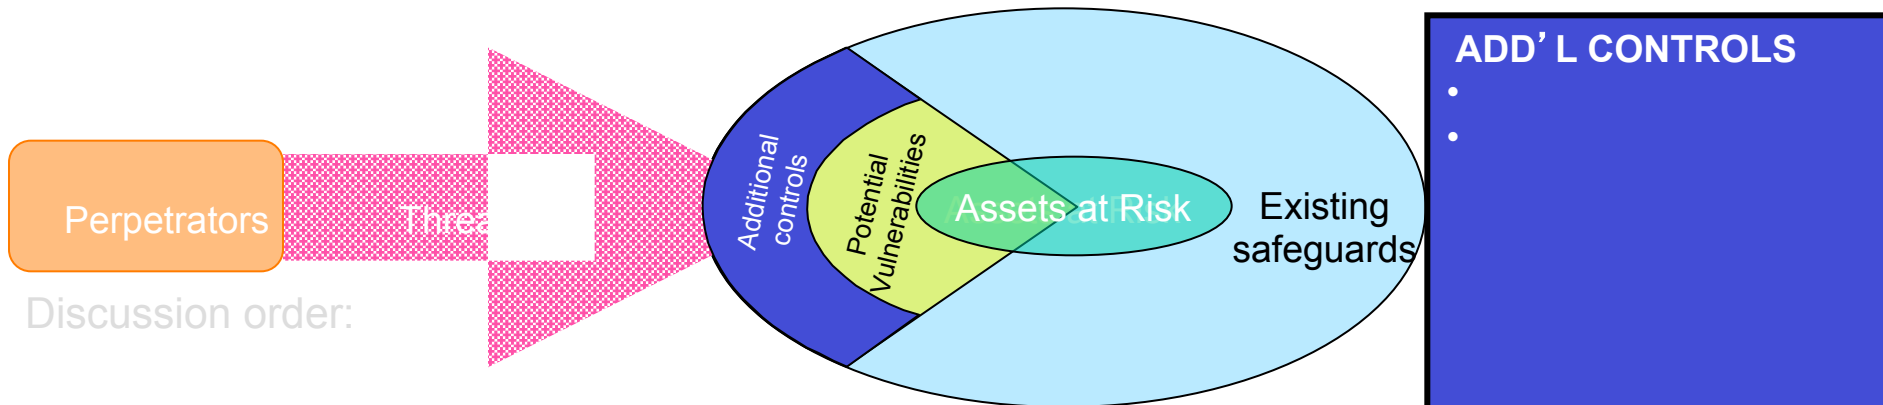 ADD’ L CONTROLS
•
•
Perpetrators
Additional
controls
Potential
Vulnerabilities
Assets at Risk
Existing
safeguards
Discussion order: